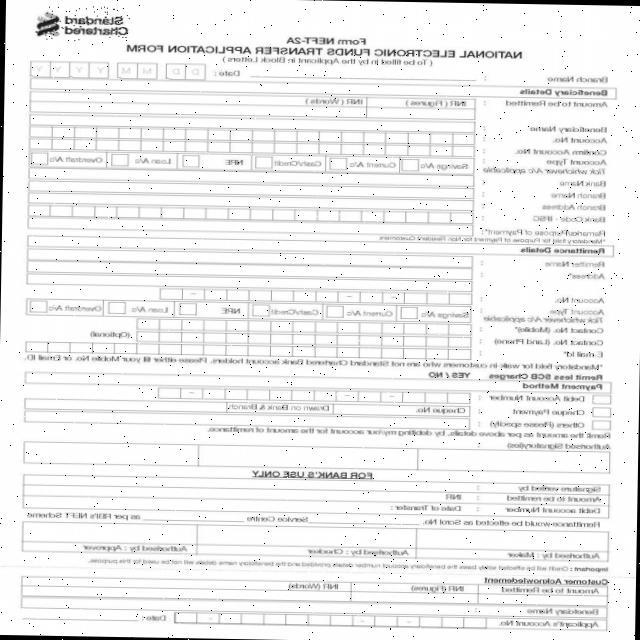 Standard
Chartered
Form NEFT-2A
NATIONAL ELECTRONIC FUNDS TRANSFER APPLICATION FORM
( To be filled in by the Applicant in Block Letters )
Branch Name : Date : D D M M Y Y Y Y
Beneficiary Details
Amount to be Remitted : INR ( Figures ) INR ( Words )
Beneficiary Name :
Account No. :
Confirm Account No. :
Account Type : Savings A/c Current A/c Cash/Credit NRE Loan A/c Overdraft A/c
Tick whichever A/c applicable
Bank Name :
Branch Name :
Branch Address :
Bank Code - IFSC :
Remarks/Purpose of Payment* :
*Mandatory field for Purpose of Payment for Non- Resident Customers
Remittance Details
Remitter Name :
Address* :
Account No. :
Account Type : Savings A/c Current A/c Cash/Credit NRE Loan A/c Overdraft A/c
Tick whichever A/c applicable
Contact No. (Mobile)* :
Contact No. (Land Phone) : (Optional)
E-mail Id* :
*Mandatory field for walk in customers who are not Standard Chartered Bank account holders. Please either fill your Mobile No. or Email ID.
Remit less SCB Charges YES / NO
Payment Method
Debit Account Number :
Cheque Payment : Cheque No. Drawn on Bank & Branch
Others (Please specify) :
Remit the amount as per above details, by debiting my/our account for the amount of remittance.
Authorised Signatory(ies)
FOR BANK'S USE ONLY
Signature verified by :
Amount to be remitted : INR
Debit account Number : Date of Transfer :
Remittance would be effected as Scroll No. Service Centre as per RBI's NEFT Scheme
Authorised by : Maker Authorised by : Checker Authorised by : Approver
Important : Credit will be effected solely bases the beneficiary account number details provided and the beneficiary name details will not be used for this purpose.
Customer Acknowledgement
Amount to be Remitted : INR (Figures) INR (Words)
Beneficiary Name :
Applicant's Account No. : Date: